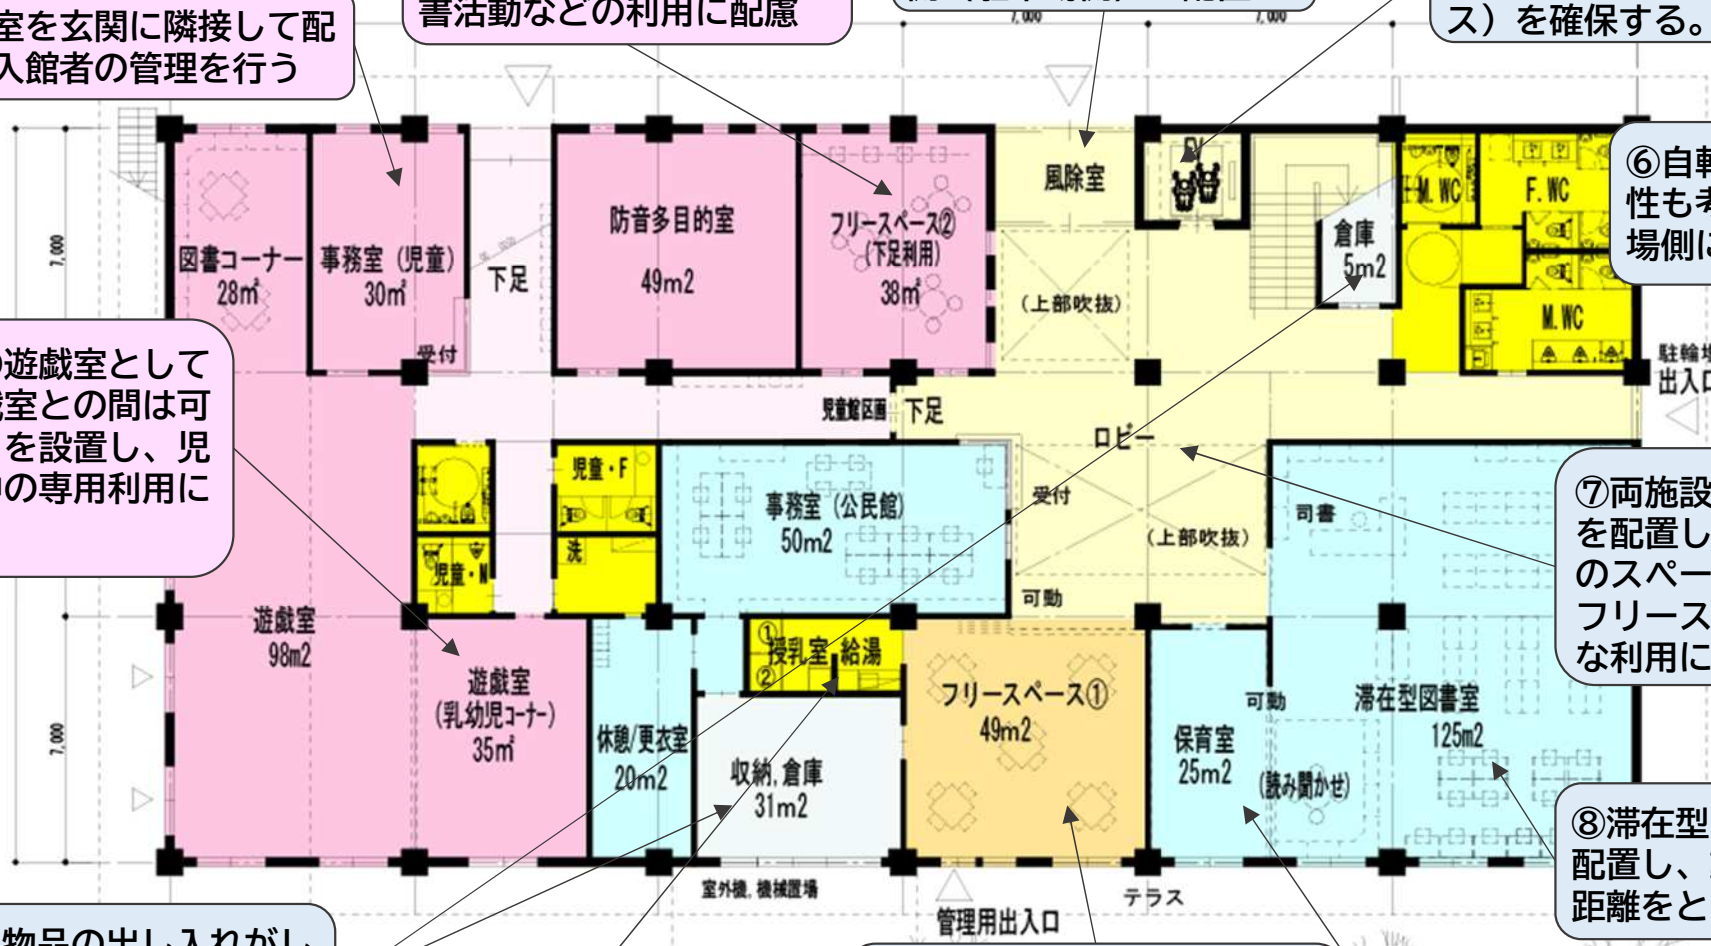 室を玄関に隣接して配
入館者の管理を行う
書活動などの利用に配慮
ス）を確保する。
7,000
7,000
⑥自転
性も考
場側に
風除室
EV
M.WC
F.WC
倉庫
5m2
図書コーナー
28㎡
事務室（児童）
30㎡
下足
防音多目的室
49m2
フリースペース②
（下足利用）
38㎡
（上部吹抜）
M.WC
7,000
受付
駐輪場
出入口
遊戯室として
室との間は可
を設置し、児
の専用利用に
児童館区画
下足
ロビー
児童・F
事務室（公民館）
50m2
受付
（上部吹抜）
司書
⑦両施設
を配置し
のスペー
フリース
な利用に
洗
児童・M
可動
遊戯室
98m2
①
授乳室
給湯
②
遊戯室
（乳幼児コーナー）
35㎡
フリースペース①
49m2
可動
滞在型図書室
125m2
7,000
休憩/更衣室
20m2
収納,倉庫
31m2
保育室
25m2
（読み聞かせ）
⑧滞在型
配置し、
距離をと
室外機,機械置場
管理用出入口
テラス
物品の出し入れがし